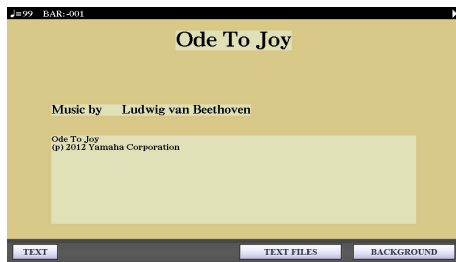 ♩=99 BAR:-001
Ode To Joy
Music by Ludwig van Beethoven
Ode To Joy
(p) 2012 Yamaha Corporation
TEXT TEXT FILES BACKGROUND